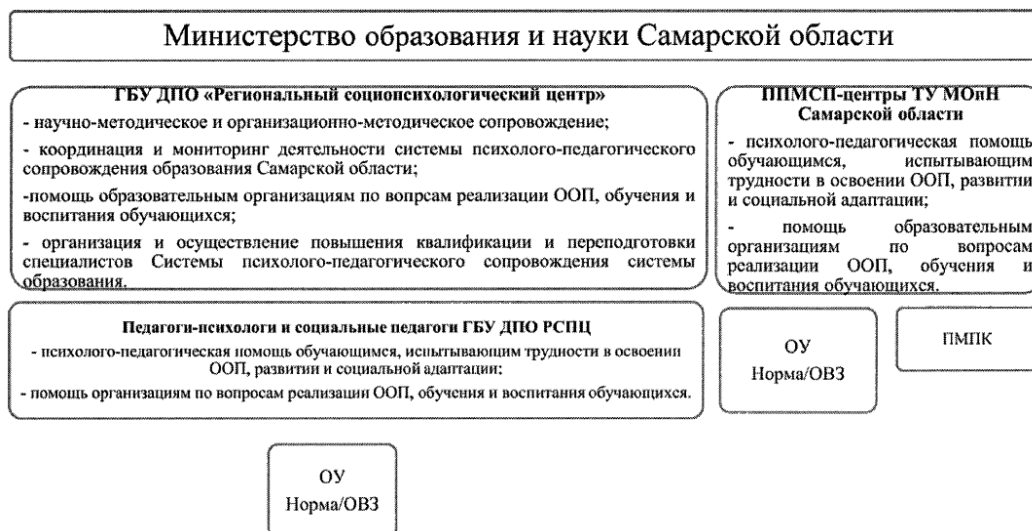 Министерство образования и науки Самарской области
ГБУ ДПО «Региональный социопсихологический центр»
- научно-методическое и организационно-методическое сопровождение;
- координация и мониторинг деятельности системы психолого-педагогического
сопровождения образования Самарской области;
-помощь образовательным организациям по вопрсам реализации ООП, обучения и
воспитания обучающихся;
- организация и осуществление повышения квалификации и переподготовки
специалистов Системы психолого-педагогического сопровождения системы
образования.
ППМСП-центры ТУ МОиН
Самарской области
- психолого-педагогическая помощь
обучающимся, испытывающим
трудности в освоении ООП, развитии
и социальной адаптации;
- помощь образовательным
организациям по вопросам
реализации ООП, обучения и
воспитания обучающихся.
Педагоги-психологи и социальные педагоги ГБУ ДПО РСПЦ
- психолого-педагогическая помощь обучающимся, испытывающим трудности в освоении
ООП, развитии и социальной адаптации;
- помощь организациям по вопросам реализации ООП, обучения и воспитания обучающихся.
ОУ
Норма/ОВЗ
ПМПК
ОУ
Норма/ОВЗ